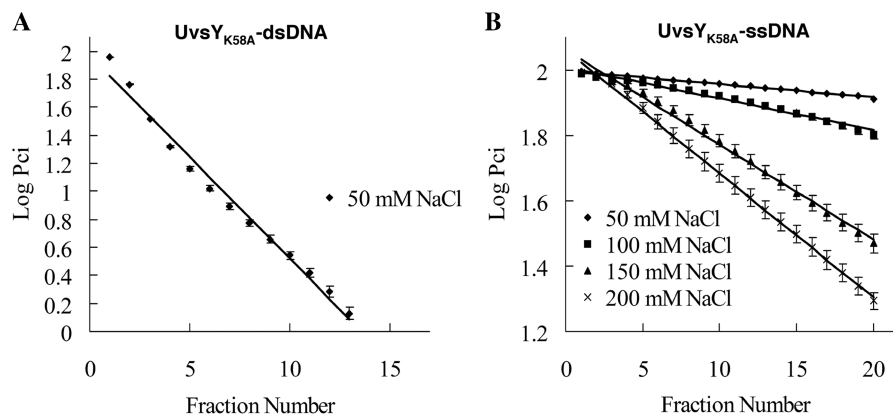 A
UvsYK58A-dsDNA
2
1.8
1.6
1.4
1.2
1
0.8
0.6
0.4
0.2
0
Log Pci
50 mM NaCl
0
5
10
15
Fraction Number
B
UvsYK58A-ssDNA
2
1.8
1.6
1.4
1.2
Log Pci
50 mM NaCl
100 mM NaCl
150 mM NaCl
200 mM NaCl
0
5
10
15
20
Fraction Number